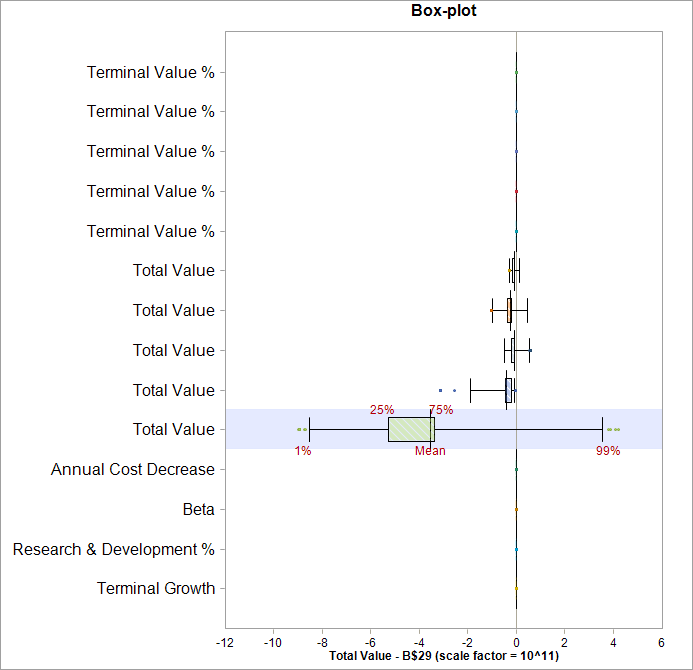 Box-plot
Terminal Value %
Terminal Value %
Terminal Value %
Terminal Value %
Terminal Value %
Total Value
Total Value
Total Value
Total Value
25% 75%
Total Value
1% Mean 99%
Annual Cost Decrease
Beta
Research & Development %
Terminal Growth
-12 -10 -8 -6 -4 -2 0 2 4 6
Total Value - B$29 (scale factor = 10^11)